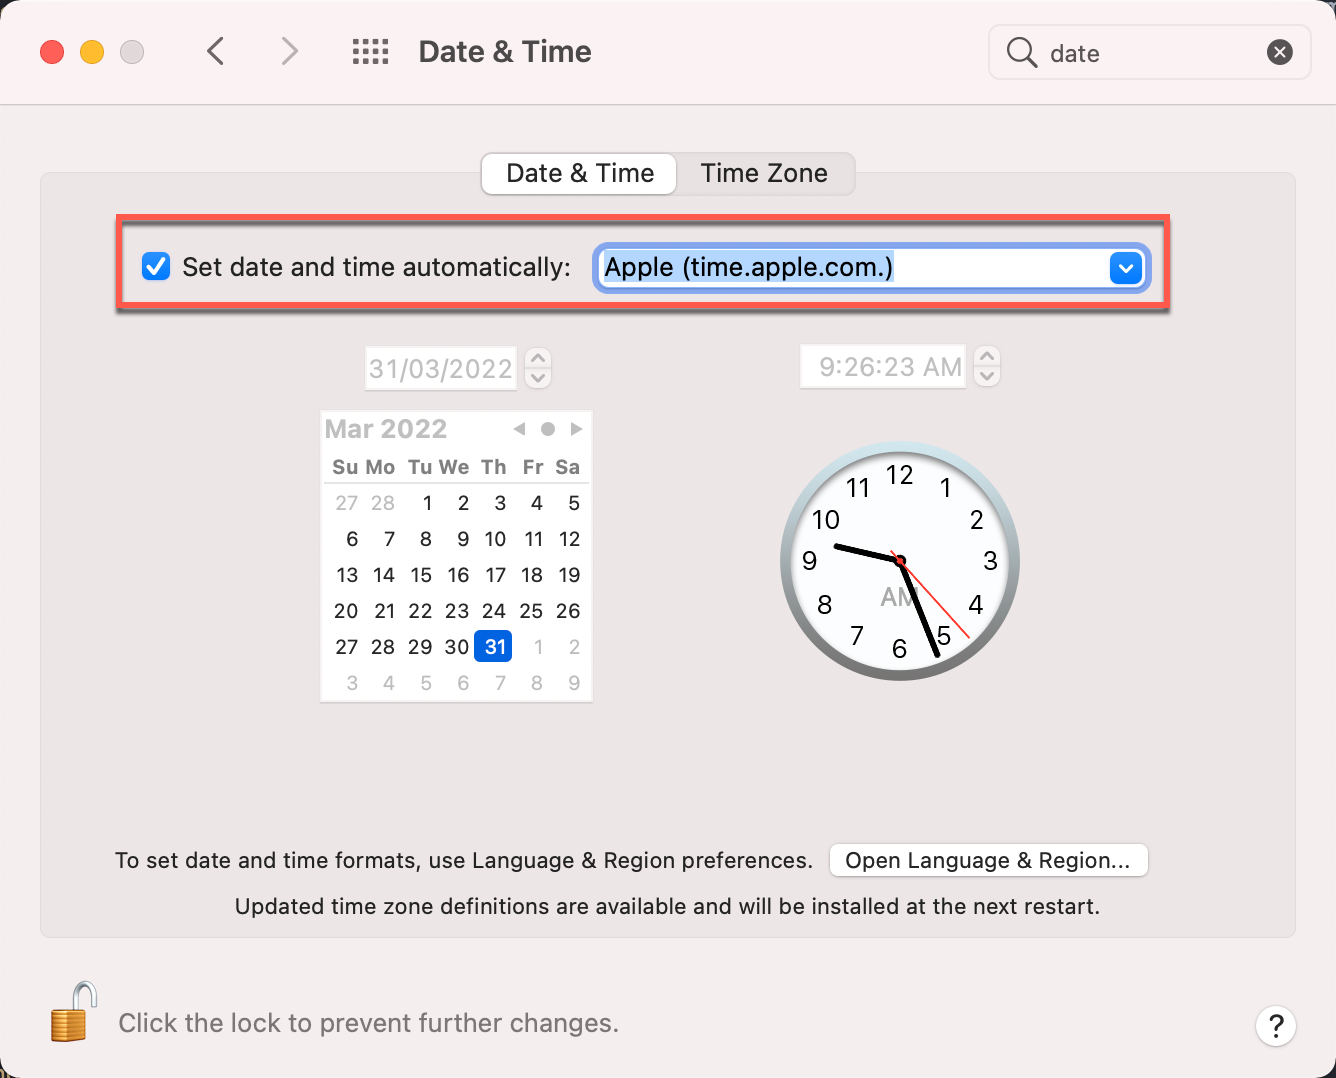 Date & Time
date
Date & Time Time Zone
Set date and time automatically: Apple (time.apple.com.)
31/03/2022
9:26:23 AM
Mar 2022
Su Mo Tu We Th Fr Sa
27 28 1 2 3 4 5
6 7 8 9 10 11 12
13 14 15 16 17 18 19
20 21 22 23 24 25 26
27 28 29 30 31 1 2
3 4 5 6 7 8 9
12
11 1
10 2
9 3
AM
8 4
7 5
6
To set date and time formats, use Language & Region preferences. Open Language & Region...
Updated time zone definitions are available and will be installed at the next restart.
Click the lock to prevent further changes.
?